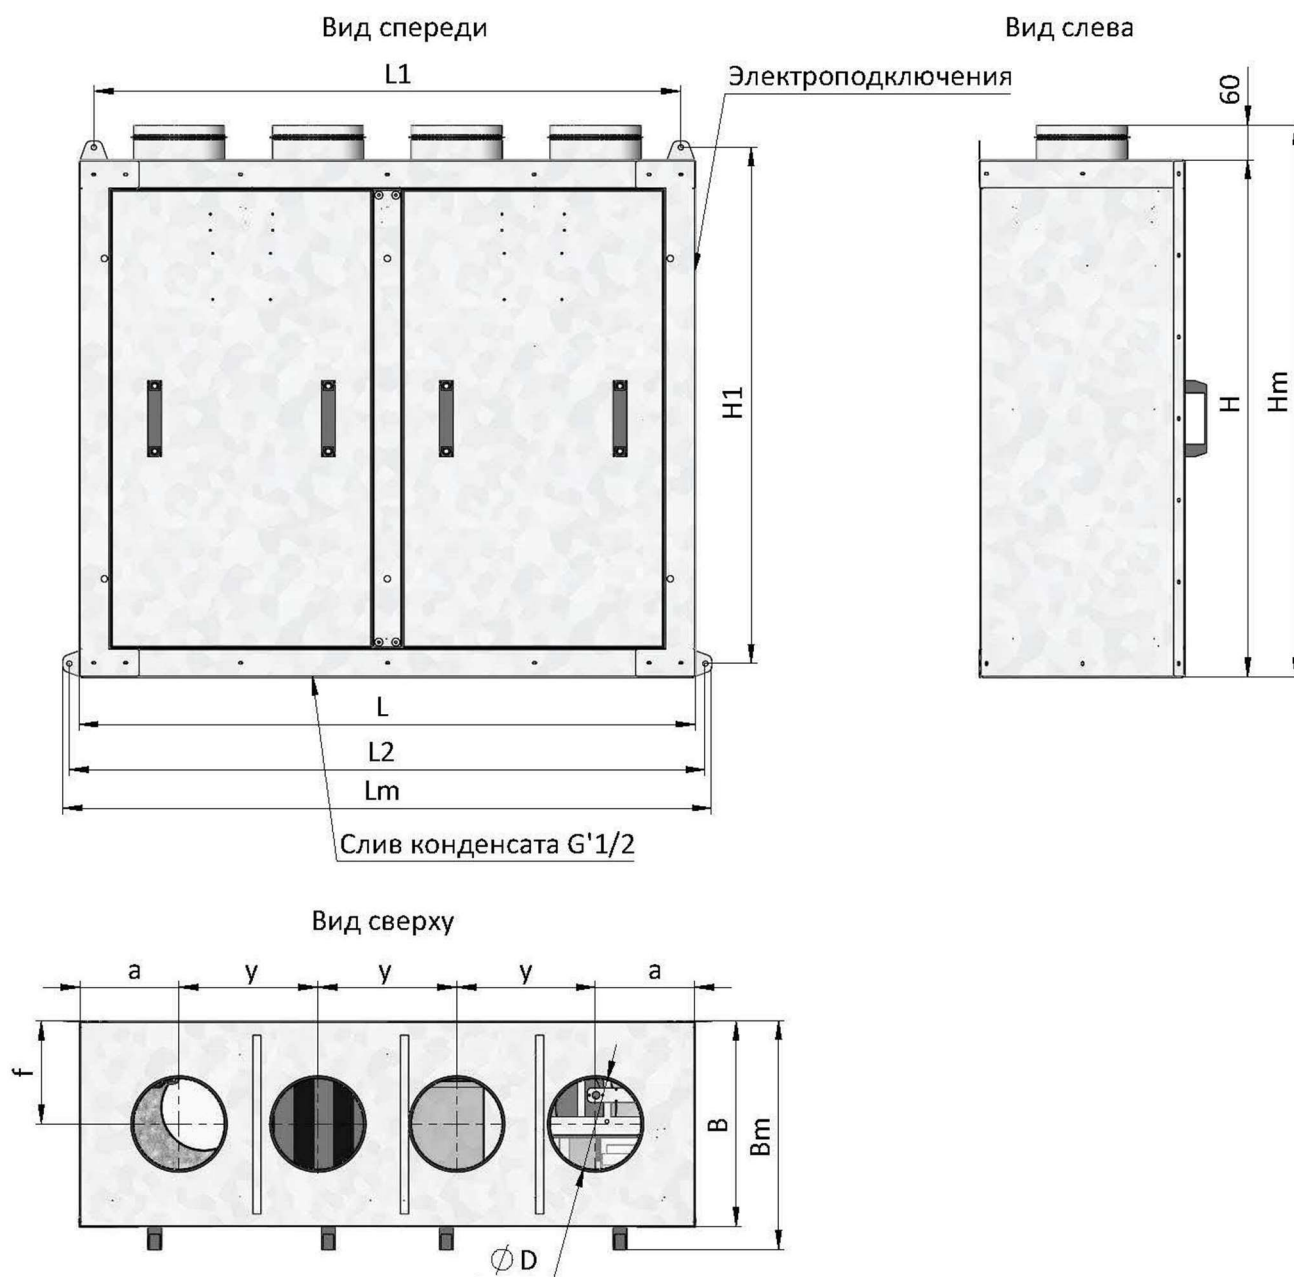 Вид спереди
Вид слева
L1
Электроподключения
60
H1
H
Hm
L
L2
Lm
Слив конденсата G'1/2
Вид сверху
a
y
y
y
a
f
B
Bm
∅ D